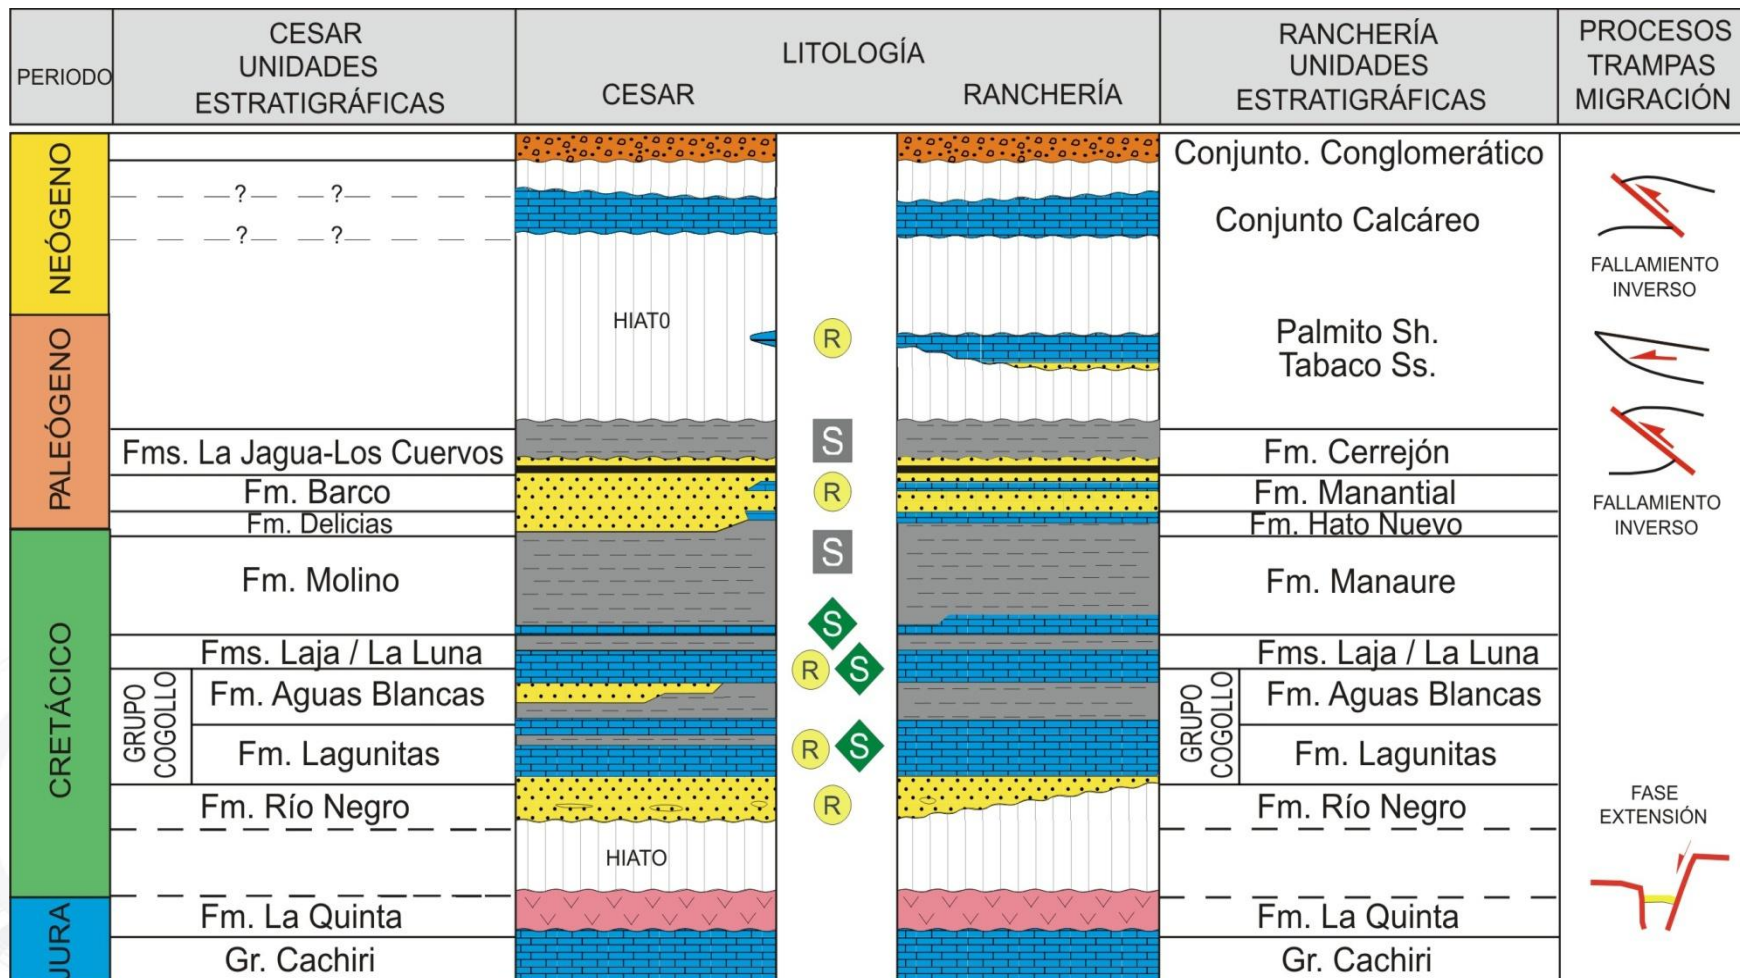 PERIODO
CESAR
UNIDADES
ESTRATIGRÁFICAS
LITOLOGÍA
CESAR
RANCHERÍA
RANCHERÍA
UNIDADES
ESTRATIGRÁFICAS
PROCESOS
TRAMPAS
MIGRACIÓN
NEÓGENO
PALEÓGENO
CRETÁCICO
JURA
? ?
? ?
Fms. La Jagua-Los Cuervos
Fm. Barco
Fm. Delicias
Fm. Molino
Fms. Laja / La Luna
GRUPO
COGOLLO
Fm. Aguas Blancas
Fm. Lagunitas
Fm. Río Negro
Fm. La Quinta
Gr. Cachiri
HIAT0
HIATO
R
S
R
S
S
R S
R S
R
Conjunto. Conglomerático
Conjunto Calcáreo
Palmito Sh.
Tabaco Ss.
Fm. Cerrejón
Fm. Manantial
Fm. Hato Nuevo
Fm. Manaure
Fms. Laja / La Luna
GRUPO
COGOLLO
Fm. Aguas Blancas
Fm. Lagunitas
Fm. Río Negro
Fm. La Quinta
Gr. Cachiri
FALLAMIENTO
INVERSO
FALLAMIENTO
INVERSO
FASE
EXTENSIÓN